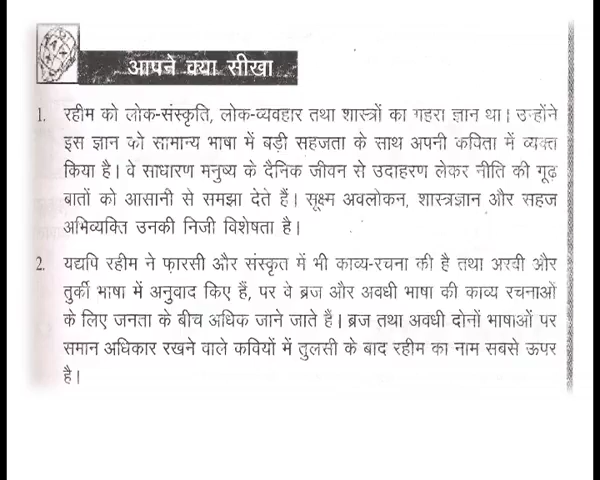 आपने क्या सीखा
1. रहीम को लोक-संस्कृति, लोक-व्यवहार तथा शास्त्रों का गहरा ज्ञान था। उन्होंने
इस ज्ञान को सामान्य भाषा में बड़ी सहजता के साथ अपनी कविता में व्यक्त
किया है। वे साधारण मनुष्य के दैनिक जीवन से उदाहरण लेकर नीति की गूढ़
बातों को आसानी से समझा देते हैं। सूक्ष्म अवलोकन, शास्त्रज्ञान और सहज
अभिव्यक्ति उनकी निजी विशेषता है।
2. यद्यपि रहीम ने फ़ारसी और संस्कृत में भी काव्य-रचना की है तथा अरबी और
तुर्की भाषा में अनुवाद किए हैं, पर वे ब्रज और अवधी भाषा की काव्य रचनाओं
के लिए जनता के बीच अधिक जाने जाते हैं। ब्रज तथा अवधी दोनों भाषाओं पर
समान अधिकार रखने वाले कवियों में तुलसी के बाद रहीम का नाम सबसे ऊपर
है।